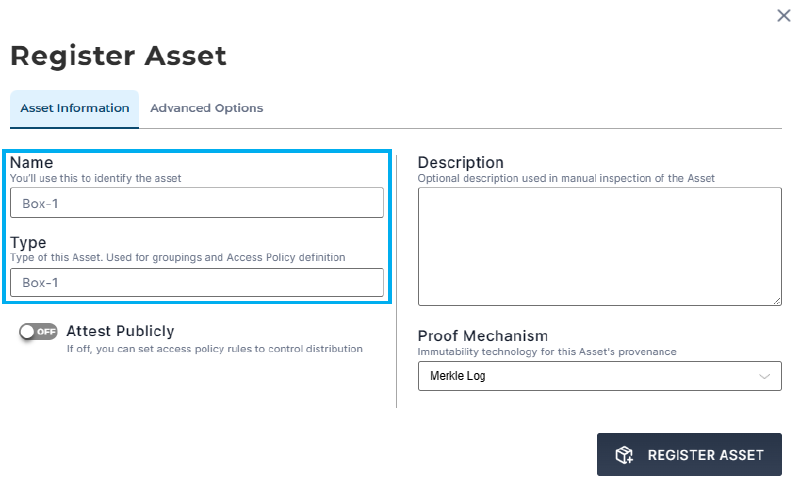 Register Asset
Asset Information
Advanced Options
Name
You'll use this to identify the asset
Box-1
Type
Type of this Asset. Used for groupings and Access Policy definition
Box-1
OFF
Attest Publicly
If off, you can set access policy rules to control distribution
Description
Optional description used in manual inspection of the Asset
Proof Mechanism
Immutability technology for this Asset's provenance
Merkle Log
REGISTER ASSET